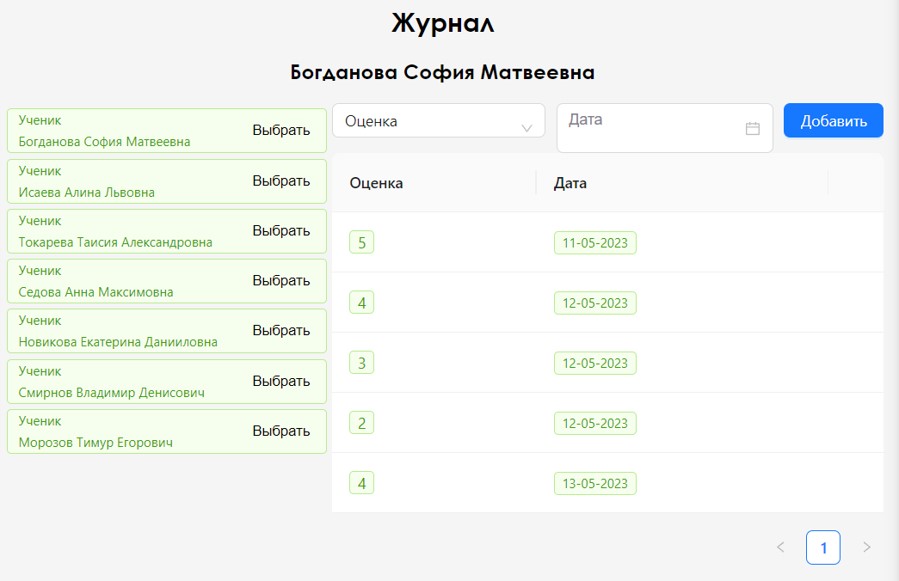 Журнал
Богданова София Матвеевна
Ученик
Богданова София Матвеевна
Выбрать
Ученик
Исаева Алина Львовна
Выбрать
Ученик
Токарева Таисия Александровна
Выбрать
Ученик
Седова Анна Максимовна
Выбрать
Ученик
Новикова Екатерина Данииловна
Выбрать
Ученик
Смирнов Владимир Денисович
Выбрать
Ученик
Морозов Тимур Егорович
Выбрать
Оценка
Дата
Добавить
Оценка Дата
5 11-05-2023
4 12-05-2023
3 12-05-2023
2 12-05-2023
4 13-05-2023
< 1 >